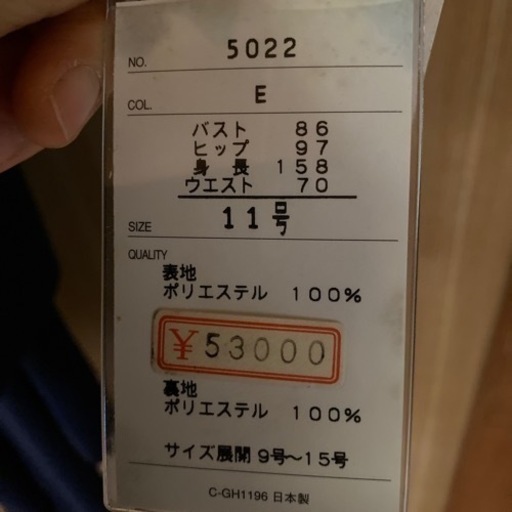 NO. 5022
COL. E
バスト 86
ヒップ 97
身長 158
ウエスト 70
SIZE 11号
QUALITY
表地
ポリエステル 100%
¥53000
裏地
ポリエステル 100%
サイズ展開 9号〜15号
C-GH1196 日本製